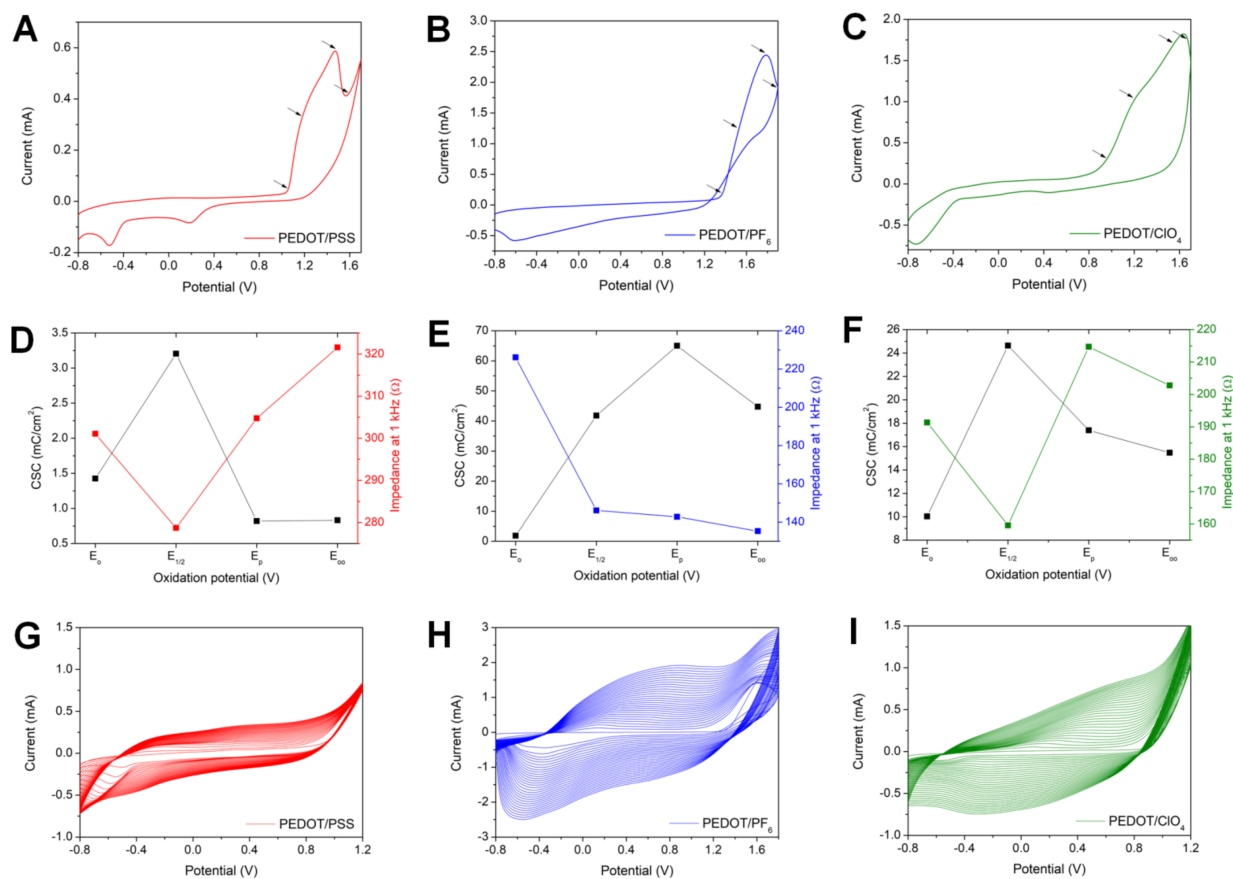 A
0.6
0.4
0.2
0.0
-0.2
Current (mA)
-0.8 -0.4 0.0 0.4 0.8 1.2 1.6
Potential (V)
PEDOT/PSS
B
3.0
2.5
2.0
1.5
1.0
0.5
0.0
-0.5
Current (mA)
-0.8 -0.4 0.0 0.4 0.8 1.2 1.6
Potential (V)
PEDOT/PF6
C
2.0
1.5
1.0
0.5
0.0
-0.5
Current (mA)
-0.8 -0.4 0.0 0.4 0.8 1.2 1.6
Potential (V)
PEDOT/ClO4
D
3.5
3.0
2.5
2.0
1.5
1.0
0.5
CSC (mC/cm²)
320
310
300
290
280
Impedance at 1 kHz (Ω)
Eo E1/2 Ep Eoo
Oxidation potential (V)
E
70
60
50
40
30
20
10
0
CSC (mC/cm²)
240
220
200
180
160
140
Impedance at 1 kHz (Ω)
Eo E1/2 Ep Eoo
Oxidation potential (V)
F
26
24
22
20
18
16
14
12
10
8
CSC (mC/cm²)
220
210
200
190
180
170
160
Impedance at 1 kHz (Ω)
Eo E1/2 Ep Eoo
Oxidation potential (V)
G
1.5
1.0
0.5
0.0
-0.5
-1.0
Current (mA)
-0.8 -0.4 0.0 0.4 0.8 1.2
Potential (V)
PEDOT/PSS
H
3
2
1
0
-1
-2
-3
Current (mA)
-0.8 -0.4 0.0 0.4 0.8 1.2 1.6
Potential (V)
PEDOT/PF6
I
1.5
1.0
0.5
0.0
-0.5
-1.0
Current (mA)
-0.8 -0.4 0.0 0.4 0.8 1.2
Potential (V)
PEDOT/ClO4